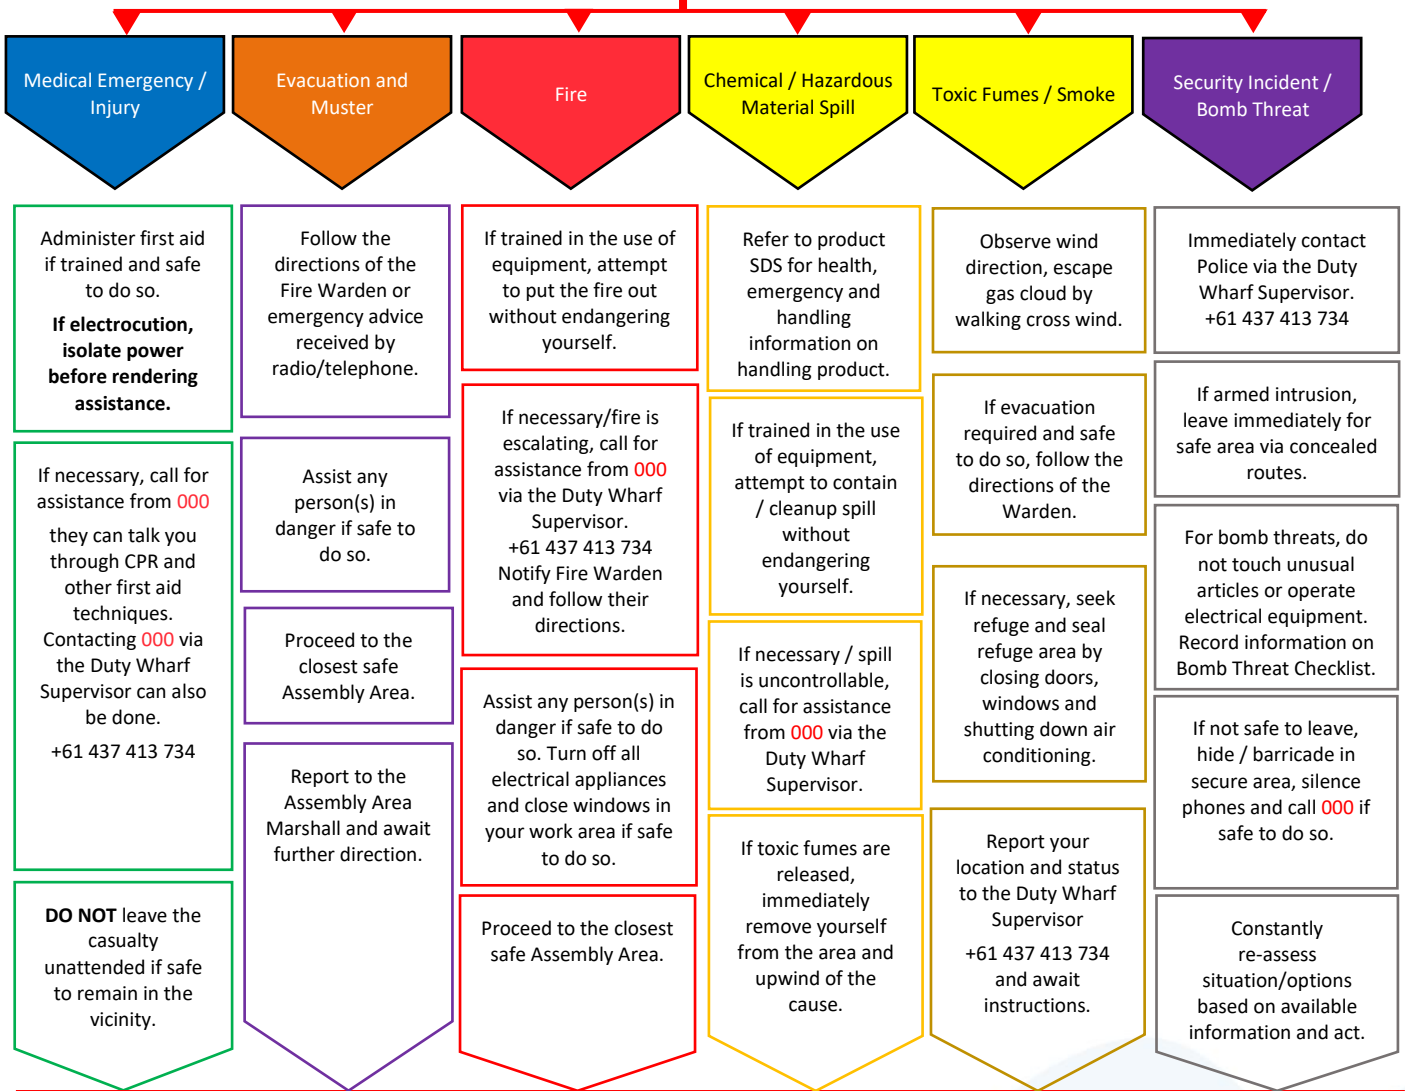 Medical Emergency /
Injury
Administer first aid
if trained and safe
to do so.
If electrocution,
isolate power
before rendering
assistance.
If necessary, call for
assistance from 000
they can talk you
through CPR and
other first aid
techniques.
Contacting 000 via
the Duty Wharf
Supervisor can also
be done.
+61 437 413 734
DO NOT leave the
casualty
unattended if safe
to remain in the
vicinity.
Evacuation and
Muster
Follow the
directions of the
Fire Warden or
emergency advice
received by
radio/telephone.
Assist any
person(s) in
danger if safe to
do so.
Proceed to the
closest safe
Assembly Area.
Report to the
Assembly Area
Marshall and await
further direction.
Fire
If trained in the use of
equipment, attempt
to put the fire out
without endangering
yourself.
If necessary/fire is
escalating, call for
assistance from 000
via the Duty Wharf
Supervisor.
+61 437 413 734
Notify Fire Warden
and follow their
directions.
Assist any person(s) in
danger if safe to do
so. Turn off all
electrical appliances
and close windows in
your work area if safe
to do so.
Proceed to the closest
safe Assembly Area.
Chemical / Hazardous
Material Spill
Refer to product
SDS for health,
emergency and
handling
information on
handling product.
If trained in the use
of equipment,
attempt to contain
/ cleanup spill
without
endangering
yourself.
If necessary / spill
is uncontrollable,
call for assistance
from 000 via the
Duty Wharf
Supervisor.
If toxic fumes are
released,
immediately
remove yourself
from the area and
upwind of the
cause.
Toxic Fumes / Smoke
Observe wind
direction, escape
gas cloud by
walking cross wind.
If evacuation
required and safe
to do so, follow the
directions of the
Warden.
If necessary, seek
refuge and seal
refuge area by
closing doors,
windows and
shutting down air
conditioning.
Report your
location and status
to the Duty Wharf
Supervisor
+61 437 413 734
and await
instructions.
Security Incident /
Bomb Threat
Immediately contact
Police via the Duty
Wharf Supervisor.
+61 437 413 734
If armed intrusion,
leave immediately for
safe area via concealed
routes.
For bomb threats, do
not touch unusual
articles or operate
electrical equipment.
Record information on
Bomb Threat Checklist.
If not safe to leave,
hide / barricade in
secure area, silence
phones and call 000 if
safe to do so.
Constantly
re-assess
situation/options
based on available
information and act.